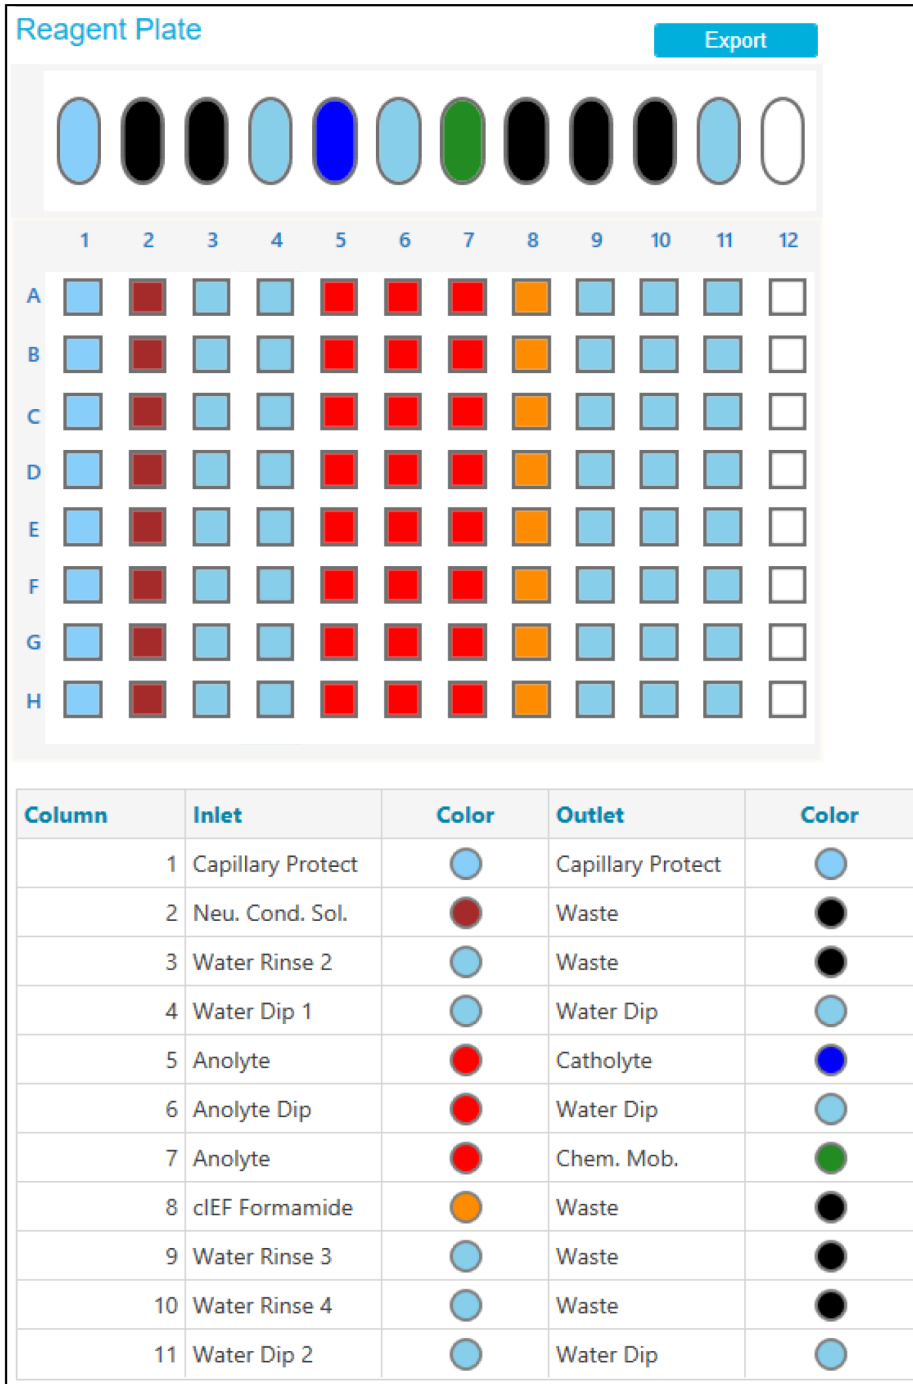 Reagent Plate
Export
1 2 3 4 5 6 7 8 9 10 11 12
A
B
C
D
E
F
G
H
Column Inlet Color Outlet Color
1 Capillary Protect Capillary Protect
2 Neu. Cond. Sol. Waste
3 Water Rinse 2 Waste
4 Water Dip 1 Water Dip
5 Anolyte Catholyte
6 Anolyte Dip Water Dip
7 Anolyte Chem. Mob.
8 cIEF Formamide Waste
9 Water Rinse 3 Waste
10 Water Rinse 4 Waste
11 Water Dip 2 Water Dip